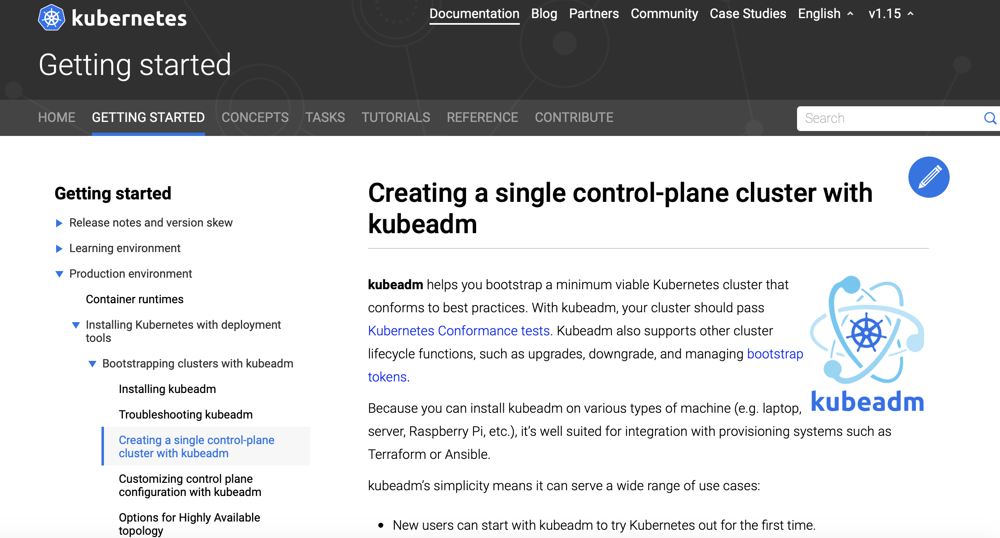 kubernetes
Documentation Blog Partners Community Case Studies English v1.15
Getting started
HOME GETTING STARTED CONCEPTS TASKS TUTORIALS REFERENCE CONTRIBUTE Search
Getting started
Release notes and version skew
Learning environment
Production environment
Container runtimes
Installing Kubernetes with deployment
tools
Bootstrapping clusters with kubeadm
Installing kubeadm
Troubleshooting kubeadm
Creating a single control-plane
cluster with kubeadm
Customizing control plane
configuration with kubeadm
Options for Highly Available
topology
Creating a single control-plane cluster with
kubeadm
kubeadm helps you bootstrap a minimum viable Kubernetes cluster that
conforms to best practices. With kubeadm, your cluster should pass
Kubernetes Conformance tests. Kubeadm also supports other cluster
lifecycle functions, such as upgrades, downgrade, and managing bootstrap
tokens.
kubeadm
Because you can install kubeadm on various types of machine (e.g. laptop,
server, Raspberry Pi, etc.), it’s well suited for integration with provisioning systems such as
Terraform or Ansible.
kubeadm’s simplicity means it can serve a wide range of use cases:
• New users can start with kubeadm to try Kubernetes out for the first time.